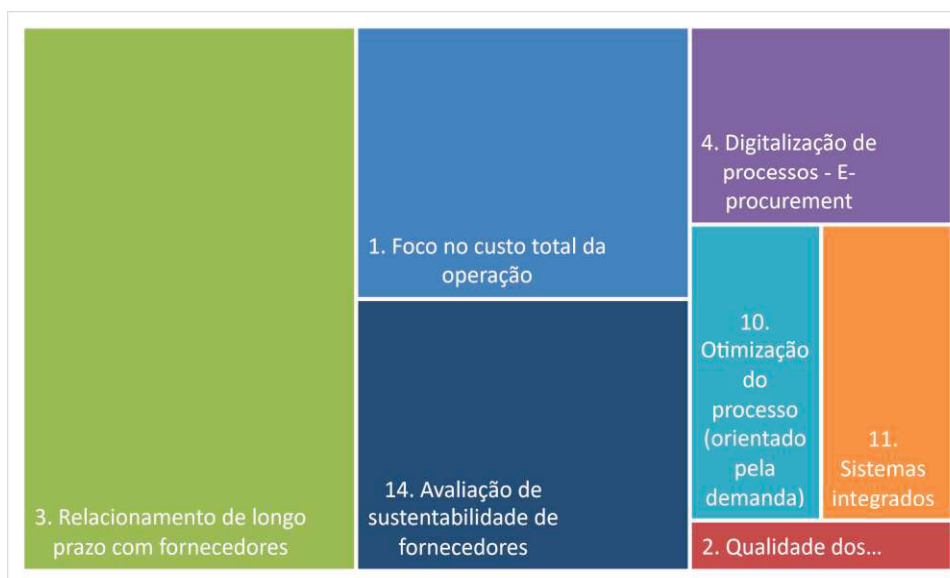 3. Relacionamento de longo
prazo com fornecedores
1. Foco no custo total da
operação
14. Avaliação de
sustentabilidade de
fornecedores
4. Digitalização de
processos - E-
procurement
10.
Otimização
do
processo
(orientado
pela
demanda)
11.
Sistemas
integrados
2. Qualidade dos...